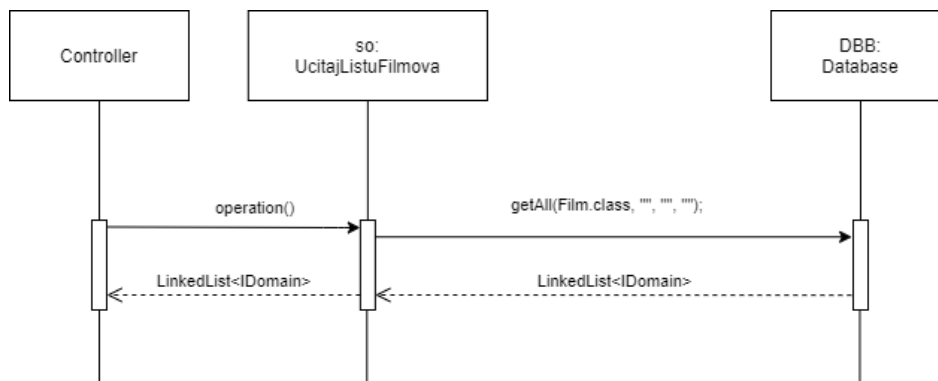 Controller
so:
UcitajListuFilmova
DBB:
Database
operation()
getAll(Film.class, "", "", "");
LinkedList<IDomain>
LinkedList<IDomain>